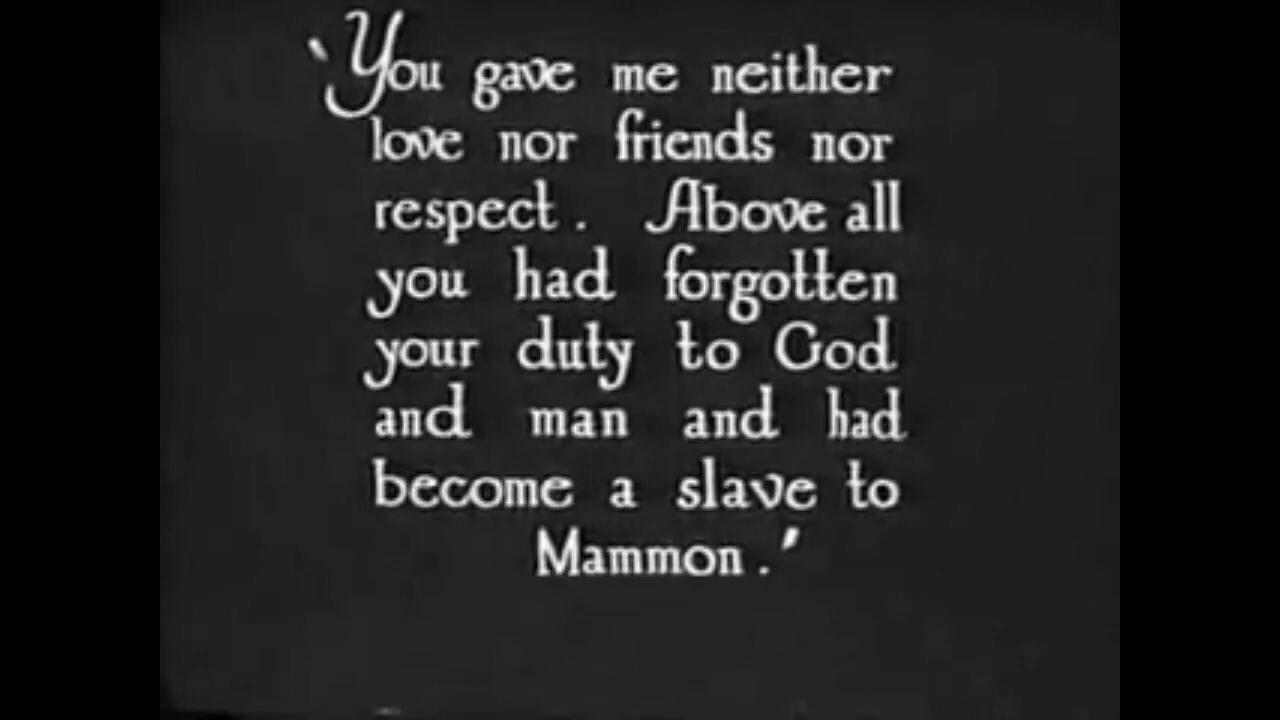 'You gave me neither
love nor friends nor
respect. Above all
you had forgotten
your duty to God
and man and had
become a slave to
Mammon.'